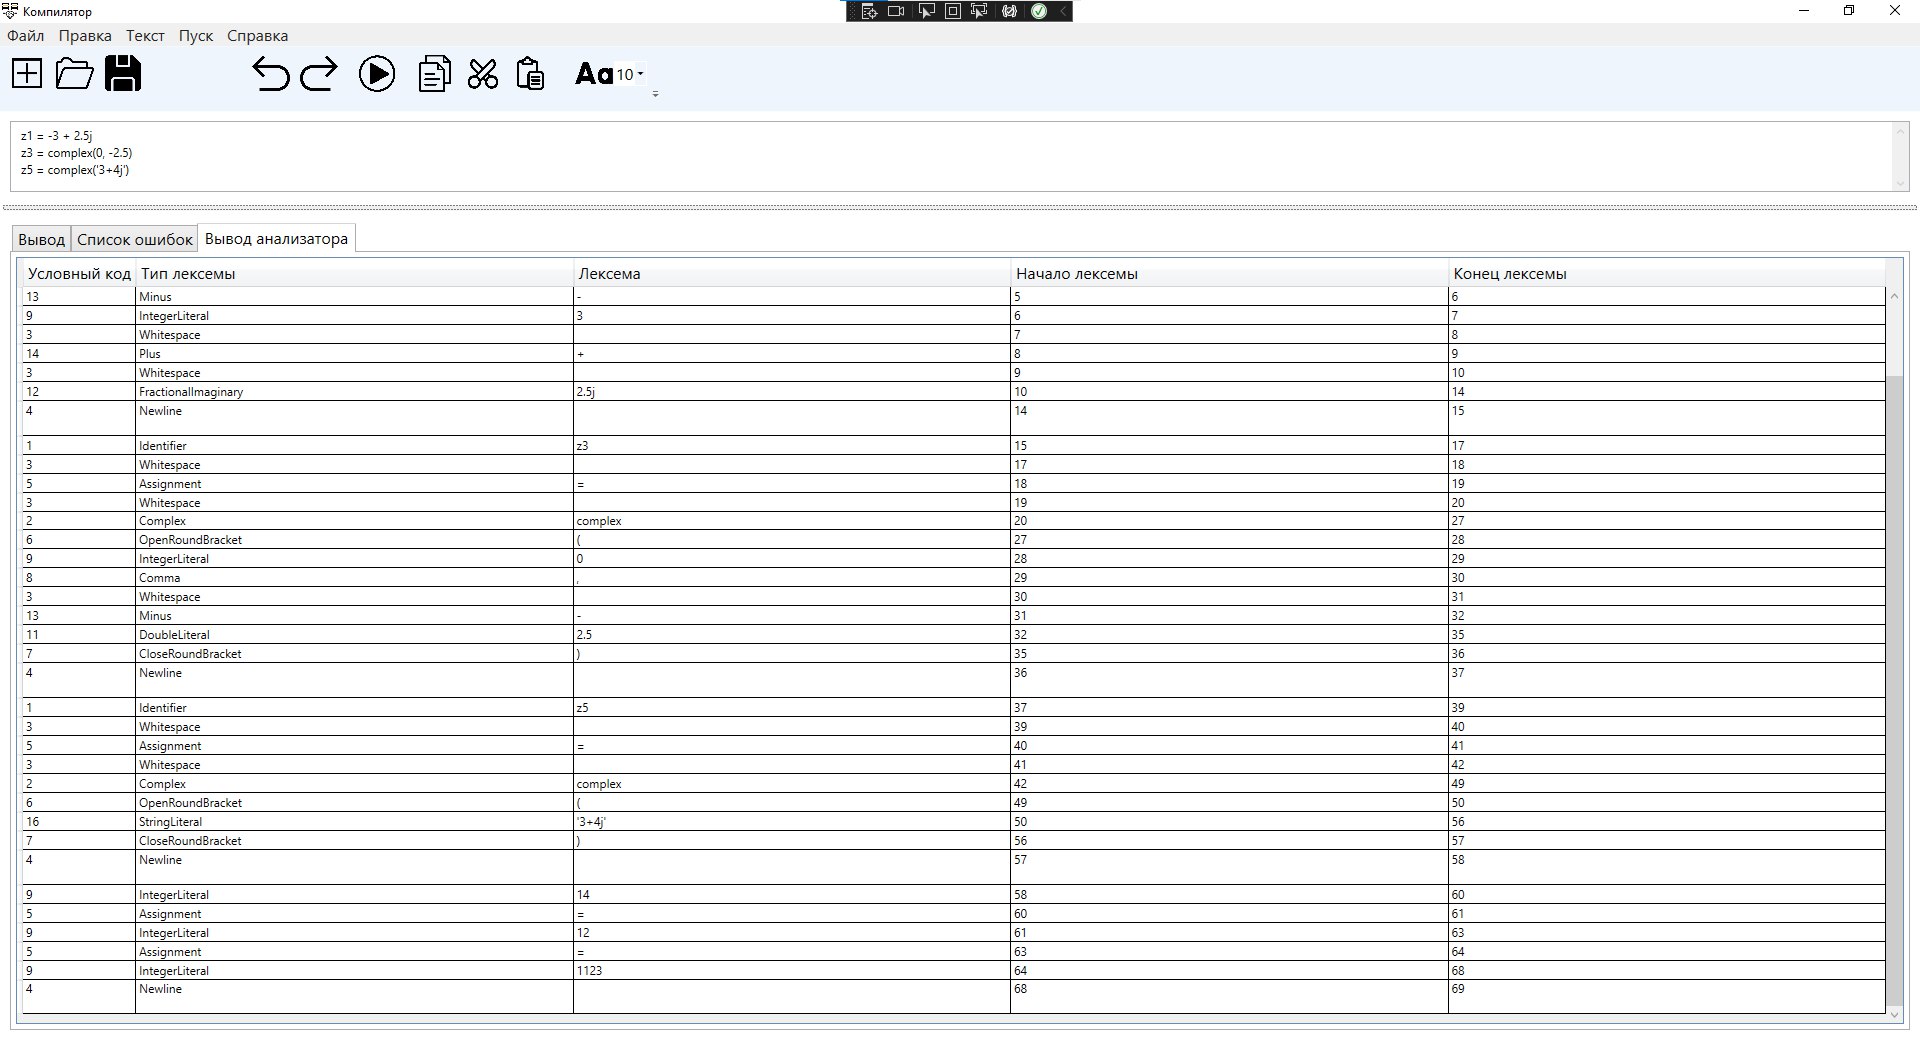 Компилятор
Файл Правка Текст Пуск Справка
Aa 10
z1 = -3 + 2.5j
z3 = complex(0, -2.5)
z5 = complex('3+4j')
Вывод Список ошибок Вывод анализатора
Условный код Тип лексемы Лексема Начало лексемы Конец лексемы
13 Minus - 5 6
9 IntegerLiteral 3 6 7
3 Whitespace 7 8
14 Plus + 8 9
3 Whitespace 9 10
12 FractionalImaginary 2.5j 10 14
4 Newline 14 15
1 Identifier z3 15 17
3 Whitespace 17 18
5 Assignment = 18 19
3 Whitespace 19 20
2 Complex complex 20 27
6 OpenRoundBracket ( 27 28
9 IntegerLiteral 0 28 29
8 Comma , 29 30
3 Whitespace 30 31
13 Minus - 31 32
11 DoubleLiteral 2.5 32 35
7 CloseRoundBracket ) 35 36
4 Newline 36 37
1 Identifier z5 37 39
3 Whitespace 39 40
5 Assignment = 40 41
3 Whitespace 41 42
2 Complex complex 42 49
6 OpenRoundBracket ( 49 50
16 StringLiteral '3+4j' 50 56
7 CloseRoundBracket ) 56 57
4 Newline 57 58
9 IntegerLiteral 14 58 60
5 Assignment = 60 61
9 IntegerLiteral 12 61 63
5 Assignment = 63 64
9 IntegerLiteral 1123 64 68
4 Newline 68 69